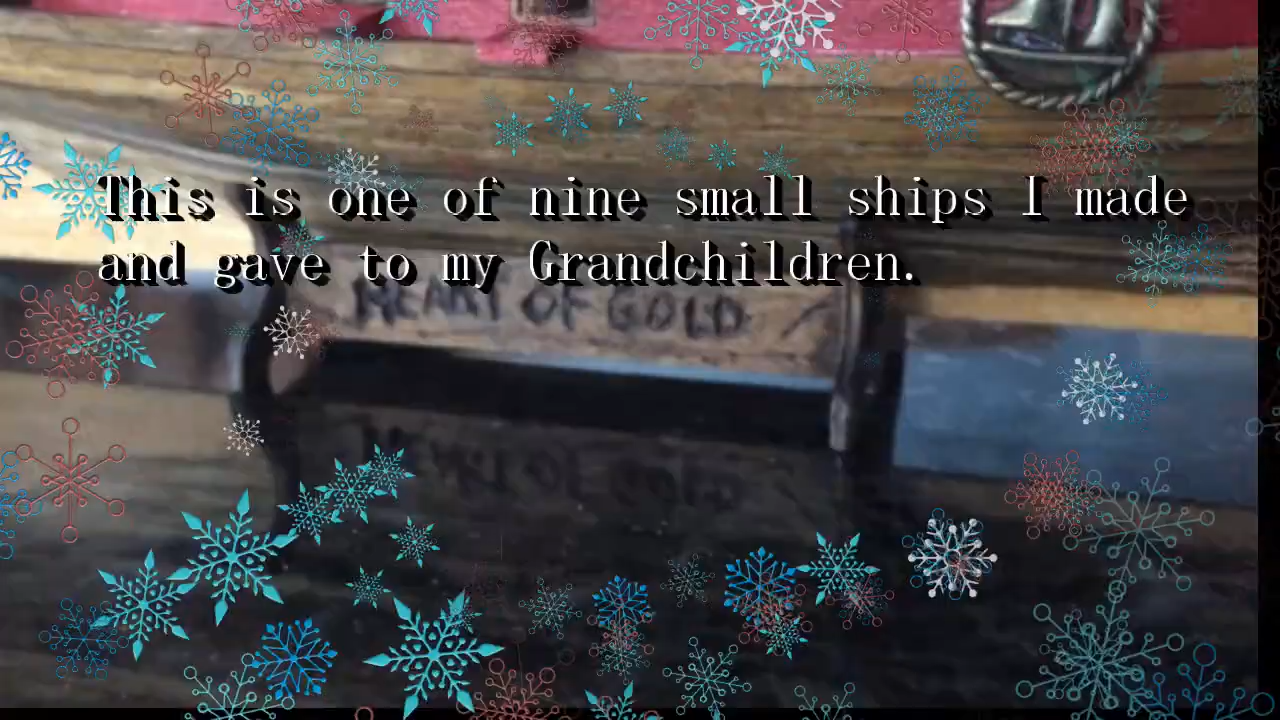 This is one of nine small ships I made
and gave to my Grandchildren.
HEART OF GOLD